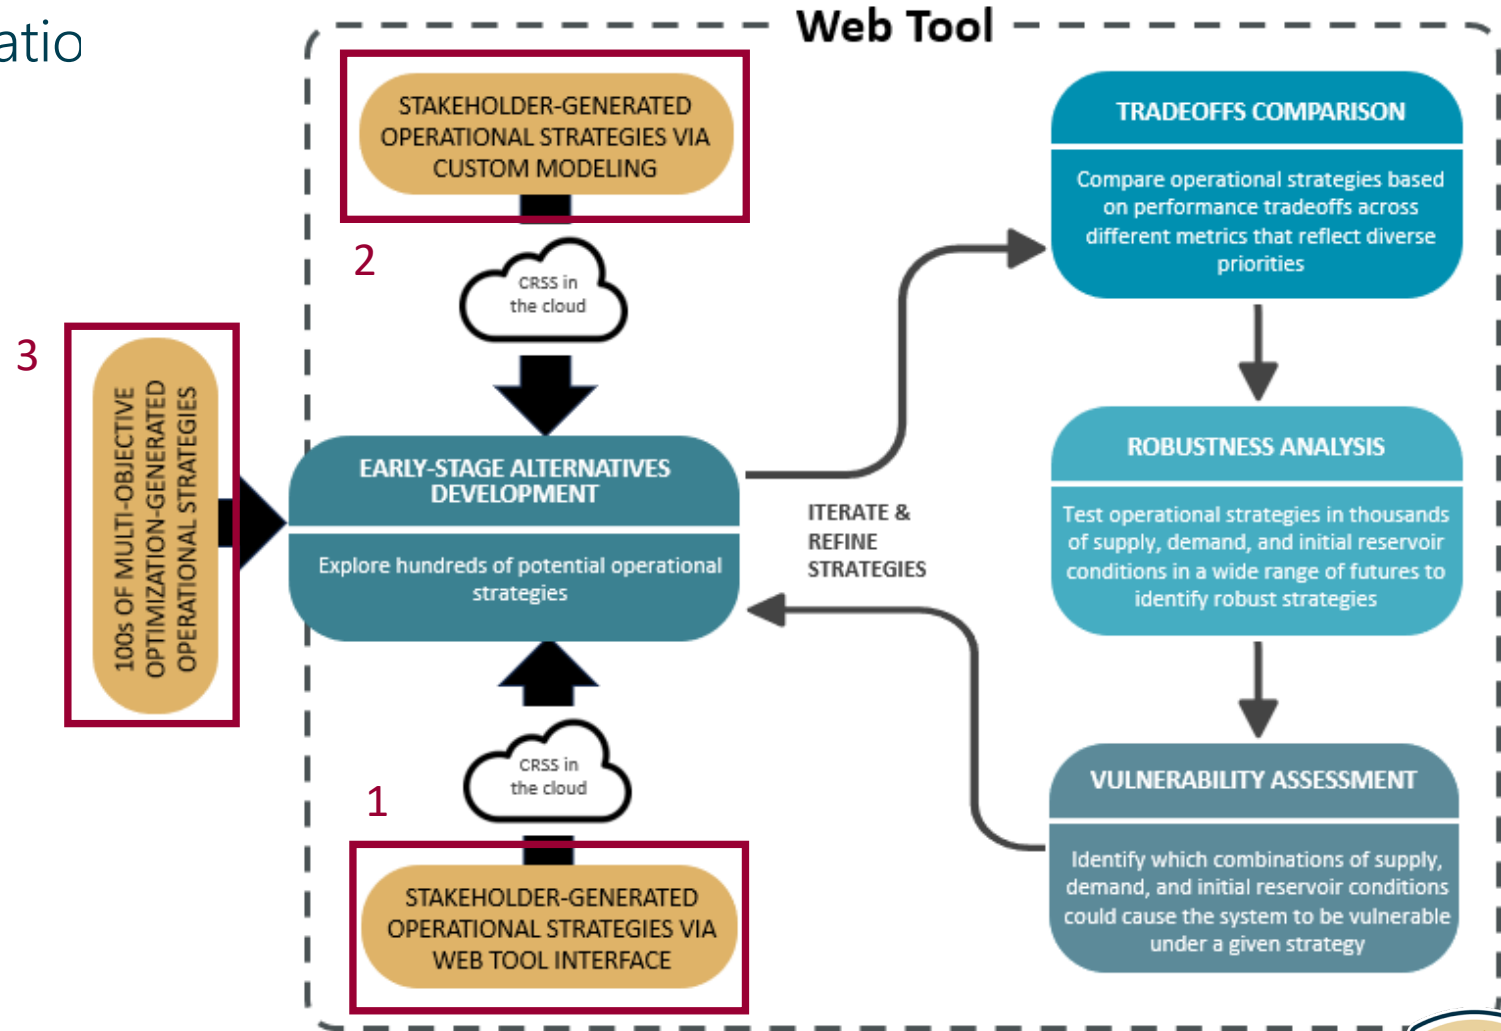 atio
Web Tool
STAKEHOLDER-GENERATED
OPERATIONAL STRATEGIES VIA
CUSTOM MODELING
2
CRSS in
the cloud
3
100s OF MULTI-OBJECTIVE
OPTIMIZATION-GENERATED
OPERATIONAL STRATEGIES
EARLY-STAGE ALTERNATIVES
DEVELOPMENT
Explore hundreds of potential operational
strategies
CRSS in
the cloud
1
STAKEHOLDER-GENERATED
OPERATIONAL STRATEGIES VIA
WEB TOOL INTERFACE
ITERATE &
REFINE
STRATEGIES
TRADEOFFS COMPARISON
Compare operational strategies based
on performance tradeoffs across
different metrics that reflect diverse
priorities
ROBUSTNESS ANALYSIS
Test operational strategies in thousands
of supply, demand, and initial reservoir
conditions in a wide range of futures to
identify robust strategies
VULNERABILITY ASSESSMENT
Identify which combinations of supply,
demand, and initial reservoir conditions
could cause the system to be vulnerable
under a given strategy